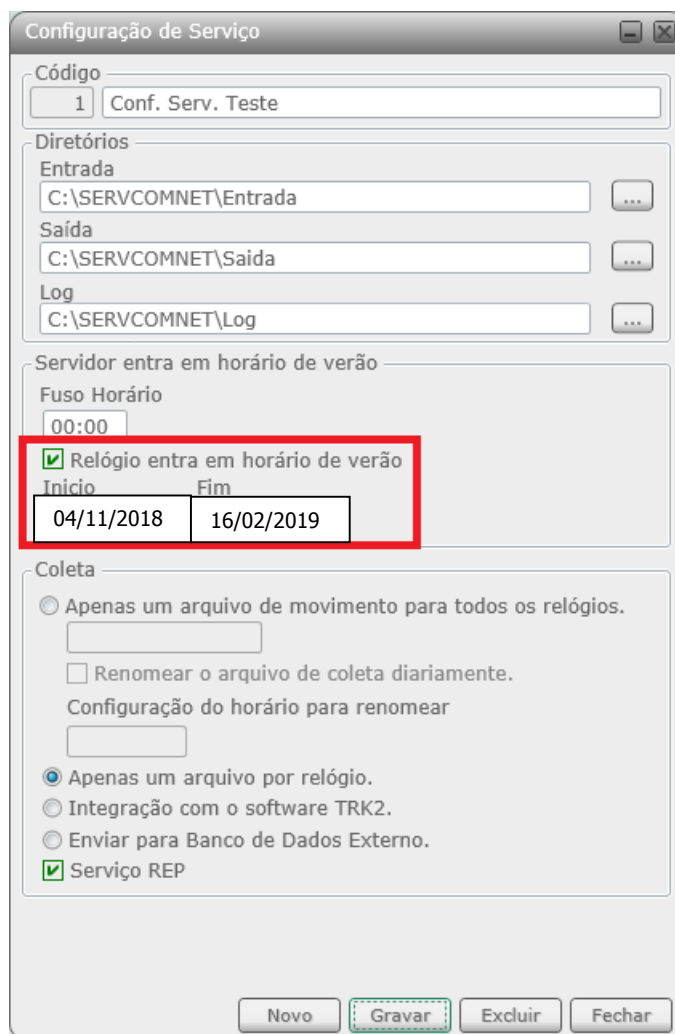 Configuração de Serviço
Código
1 Conf. Serv. Teste
Diretórios
Entrada
C:\SERVCOMNET\Entrada ...
Saída
C:\SERVCOMNET\Saida ...
Log
C:\SERVCOMNET\Log ...
Servidor entra em horário de verão
Fuso Horário
00:00
Relógio entra em horário de verão
Inicio Fim
04/11/2018 16/02/2019
Coleta
Apenas um arquivo de movimento para todos os relógios.
Renomear o arquivo de coleta diariamente.
Configuração do horário para renomear
Apenas um arquivo por relógio.
Integração com o software TRK2.
Enviar para Banco de Dados Externo.
Serviço REP
Novo Gravar Excluir Fechar